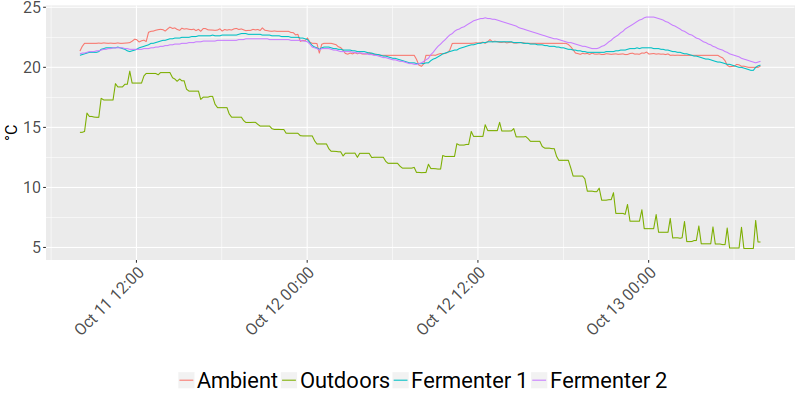 25
20
15
10
5
°C
Oct 11 12:00
Oct 12 00:00
Oct 12 12:00
Oct 13 00:00
Ambient Outdoors Fermenter 1 Fermenter 2